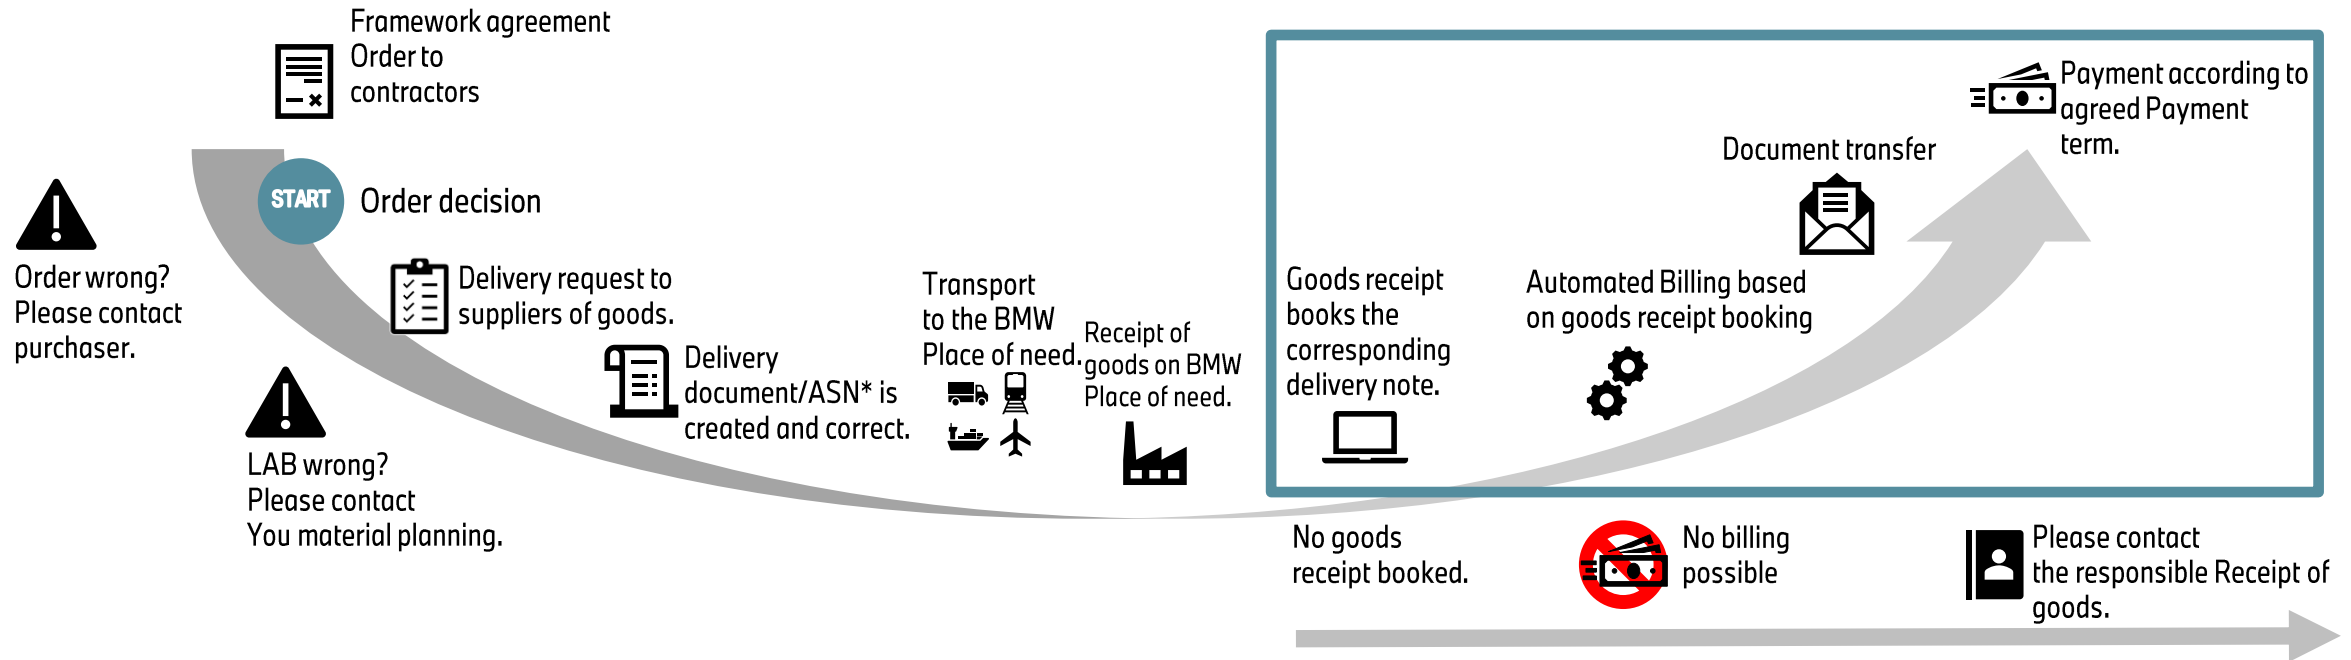 Framework agreement
Order to
contractors
START
Order decision
Order wrong?
Please contact
purchaser.
Delivery request to
suppliers of goods.
LAB wrong?
Please contact
You material planning.
Delivery
document/ASN* is
created and correct.
Transport
to the BMW
Place of need.
Receipt of
goods on BMW
Place of need.
Goods receipt
books the
corresponding
delivery note.
Automated Billing based
on goods receipt booking
Document transfer
Payment according to
agreed Payment
term.
No goods
receipt booked.
No billing
possible
Please contact
the responsible Receipt of
goods.